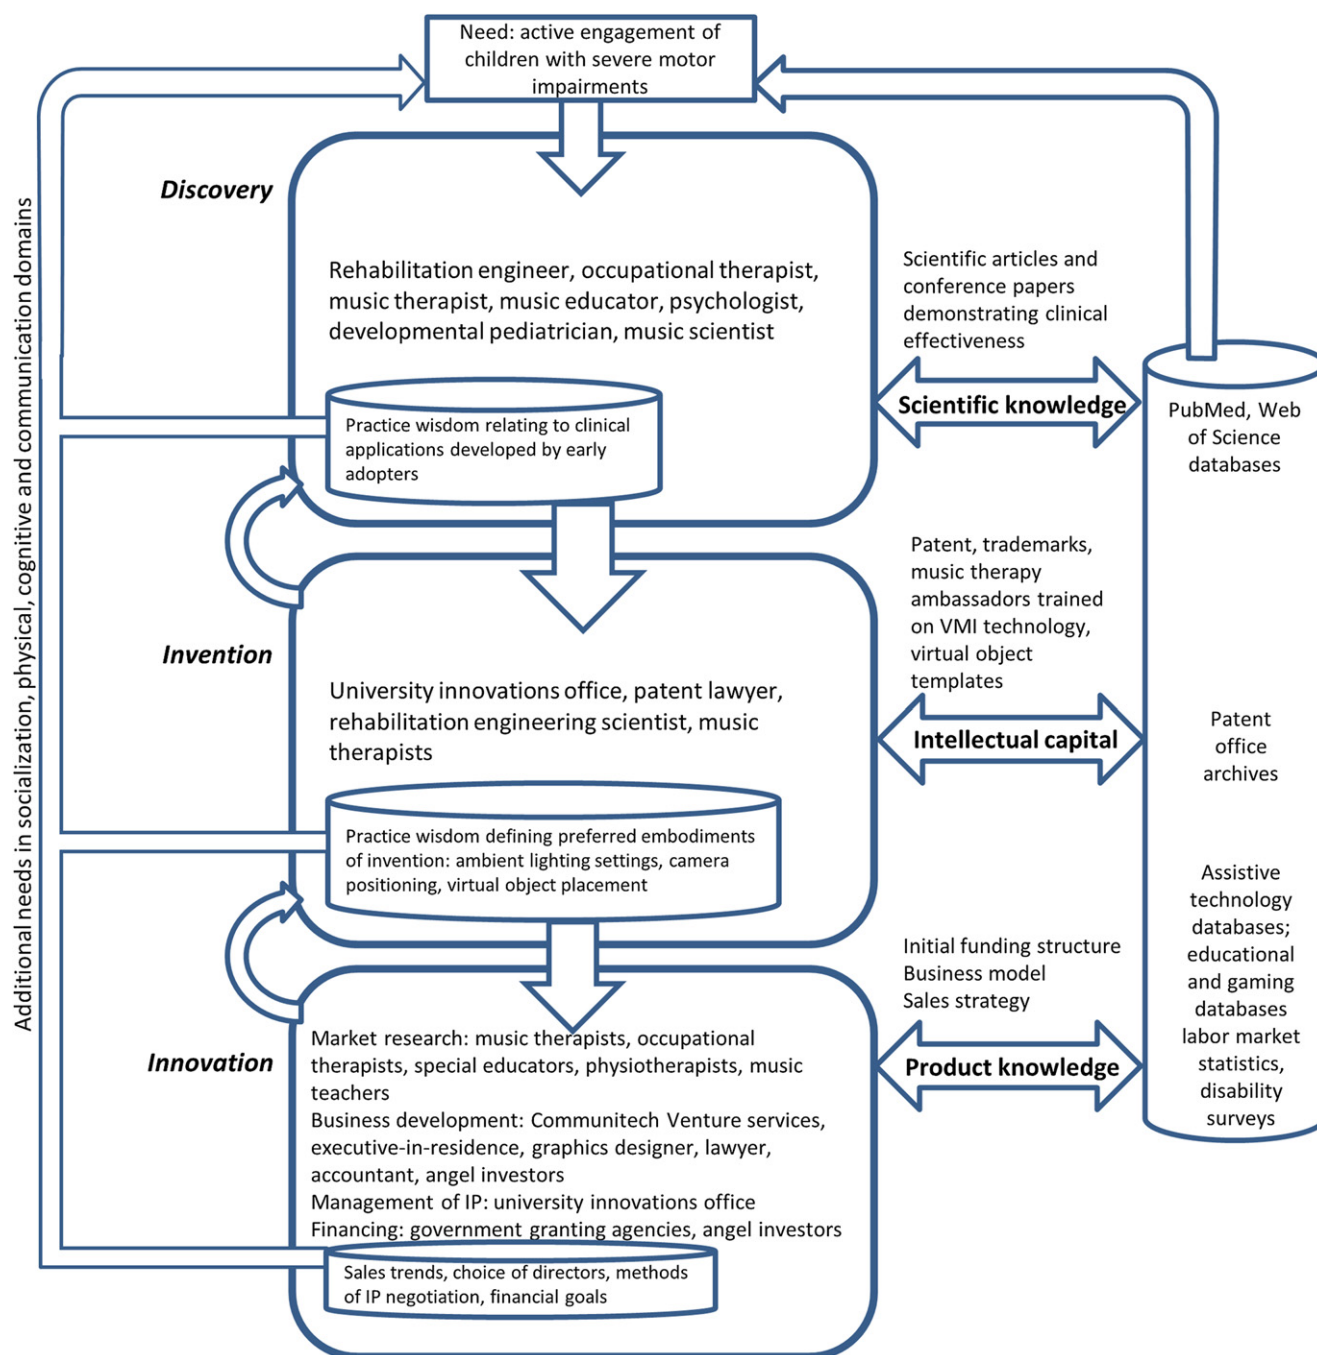 Need: active engagement of
children with severe motor
impairments
Additional needs in socialization, physical, cognitive and communication domains
Discovery
Rehabilitation engineer, occupational therapist,
music therapist, music educator, psychologist,
developmental pediatrician, music scientist
Practice wisdom relating to clinical
applications developed by early
adopters
Scientific articles and
conference papers
demonstrating clinical
effectiveness
Scientific knowledge
PubMed, Web
of Science
databases
Invention
University innovations office, patent lawyer,
rehabilitation engineering scientist, music
therapists
Practice wisdom defining preferred embodiments
of invention: ambient lighting settings, camera
positioning, virtual object placement
Patent, trademarks,
music therapy
ambassadors trained
on VMI technology,
virtual object
templates
Intellectual capital
Patent
office
archives
Innovation
Market research: music therapists, occupational
therapists, special educators, physiotherapists, music
teachers
Business development: Communitech Venture services,
executive-in-residence, graphics designer, lawyer,
accountant, angel investors
Management of IP: university innovations office
Financing: government granting agencies, angel investors
Sales trends, choice of directors, methods
of IP negotiation, financial goals
Initial funding structure
Business model
Sales strategy
Product knowledge
Assistive
technology
databases;
educational
and gaming
databases
labor market
statistics,
disability
surveys